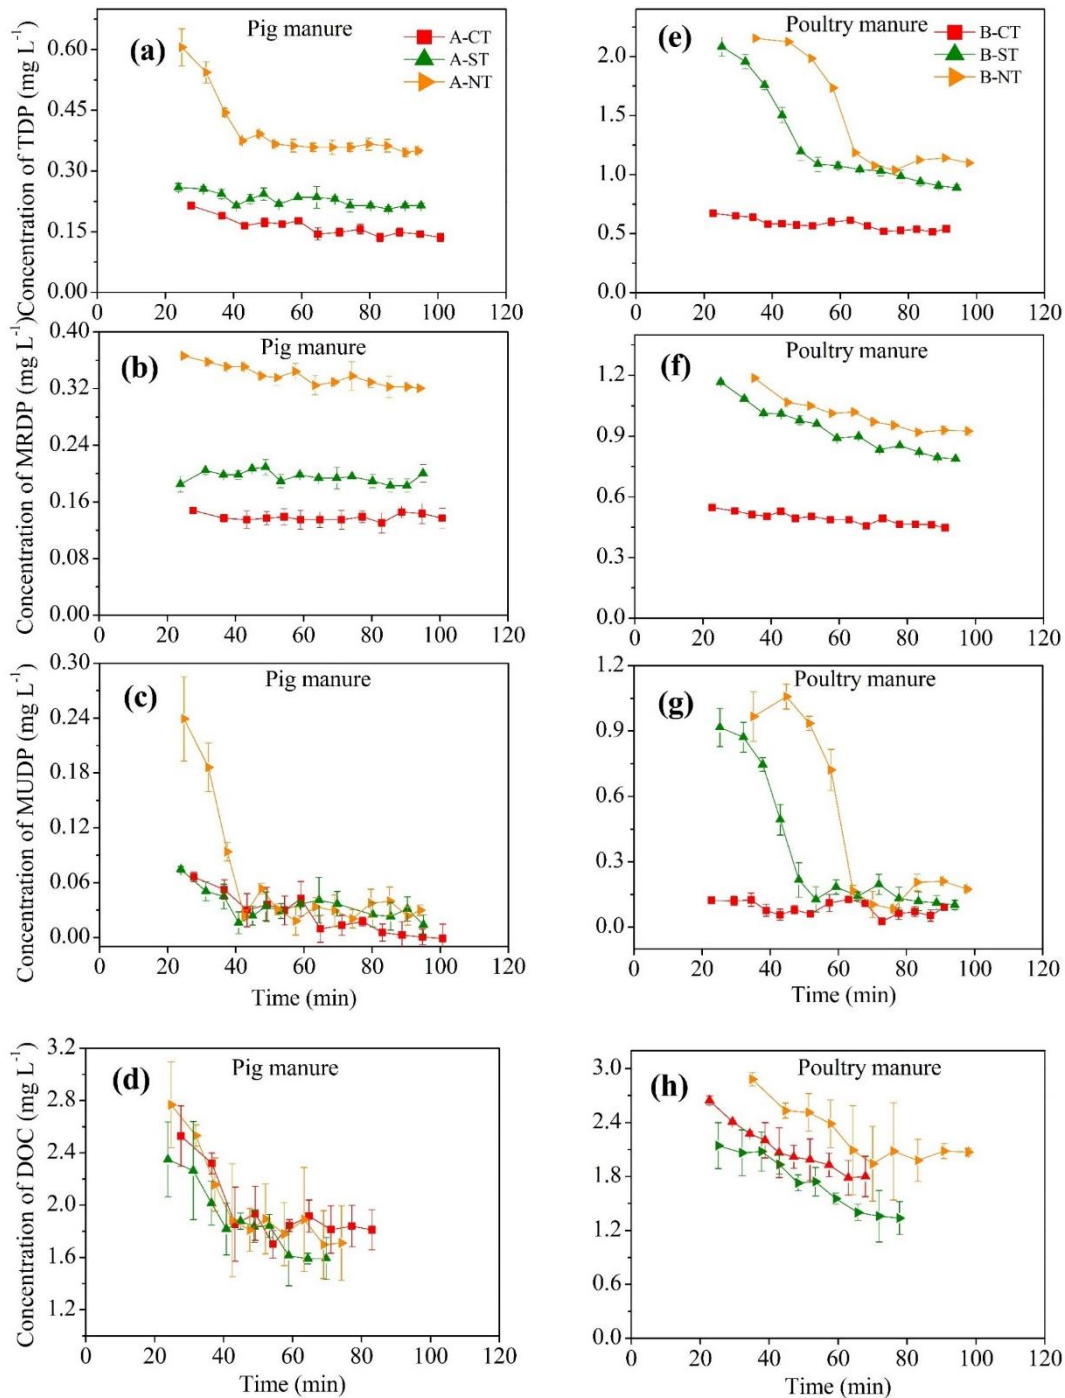 (a)
Pig manure
A-CT
A-ST
A-NT
0.60
0.45
0.30
0.15
0.00
0 20 40 60 80 100 120
Concentration of TDP (mg L-1)
(e)
Poultry manure
B-CT
B-ST
B-NT
2.0
1.5
1.0
0.5
0.0
0 20 40 60 80 100 120
(b)
Pig manure
0.40
0.32
0.24
0.16
0.08
0.00
0 20 40 60 80 100 120
Concentration of MRDP (mg L-1)
(f)
Poultry manure
1.2
0.9
0.6
0.3
0.0
0 20 40 60 80 100 120
(c)
Pig manure
0.30
0.24
0.18
0.12
0.06
0.00
0 20 40 60 80 100 120
Time (min)
Concentration of MUDP (mg L-1)
(g)
Poultry manure
1.2
0.9
0.6
0.3
0.0
0 20 40 60 80 100 120
Time (min)
(d)
Pig manure
3.2
2.8
2.4
2.0
1.6
1.2
0 20 40 60 80 100 120
Time (min)
Concentration of DOC (mg L-1)
(h)
Poultry manure
3.0
2.4
1.8
1.2
0.6
0.0
0 20 40 60 80 100 120
Time (min)